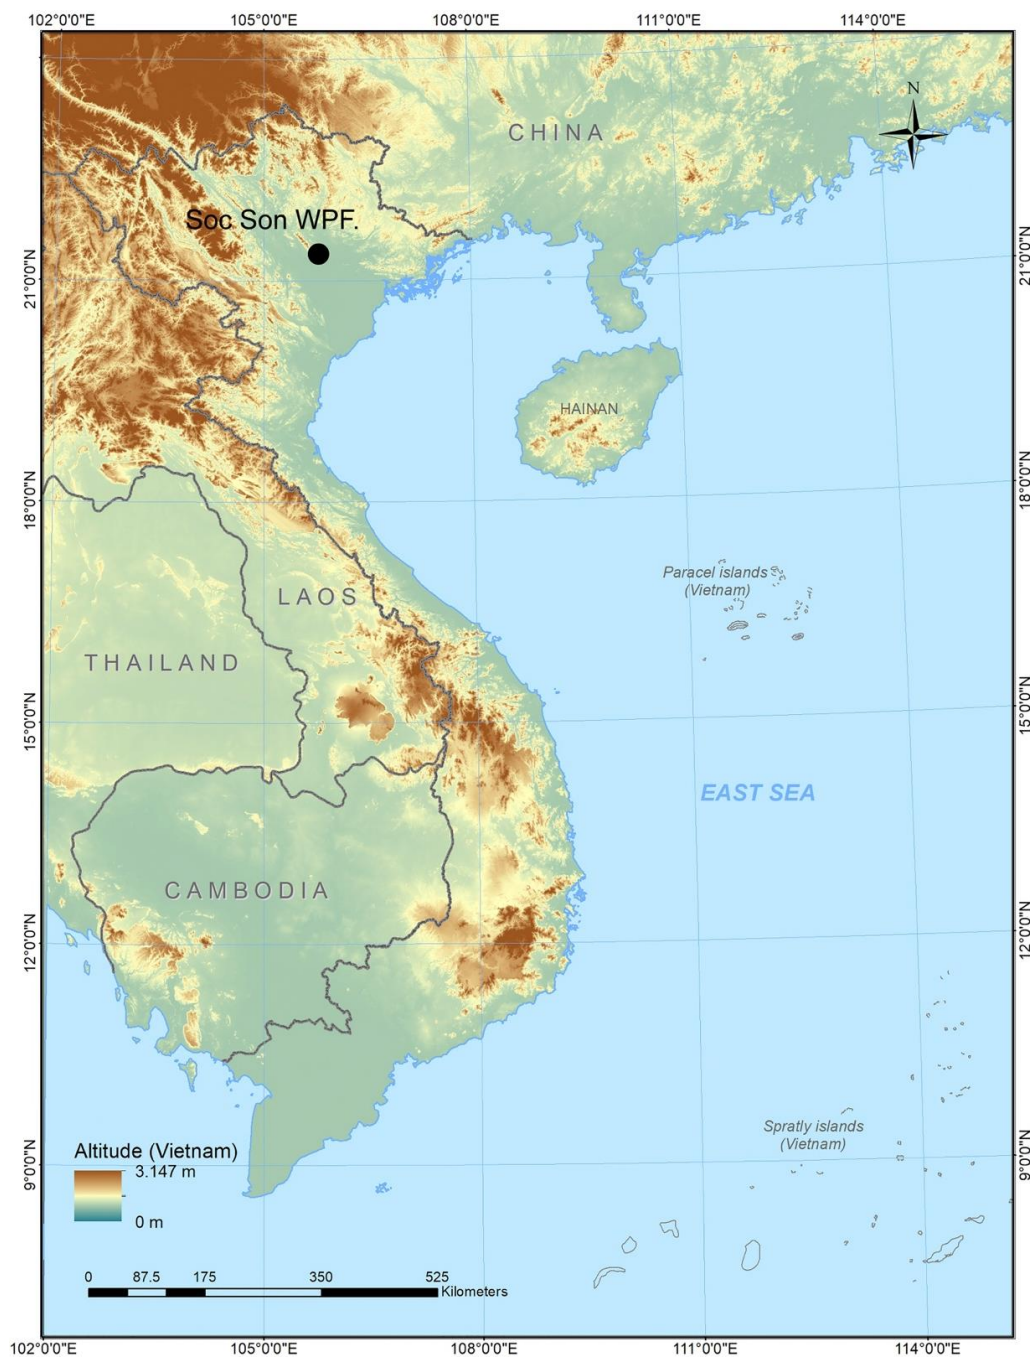 102°0'0"E 105°0'0"E 108°0'0"E 111°0'0"E 114°0'0"E
N
CHINA
Soc Son WPF.
21°0'0"N 21°0'0"N
HAINAN
18°0'0"N 18°0'0"N
Paracel islands
(Vietnam)
LAOS
THAILAND
15°0'0"N 15°0'0"N
EAST SEA
CAMBODIA
12°0'0"N 12°0'0"N
Spratly islands
(Vietnam)
9°0'0"N 9°0'0"N
Altitude (Vietnam)
3.147 m
0 m
0 87.5 175 350 525
Kilometers
102°0'0"E 105°0'0"E 108°0'0"E 111°0'0"E 114°0'0"E